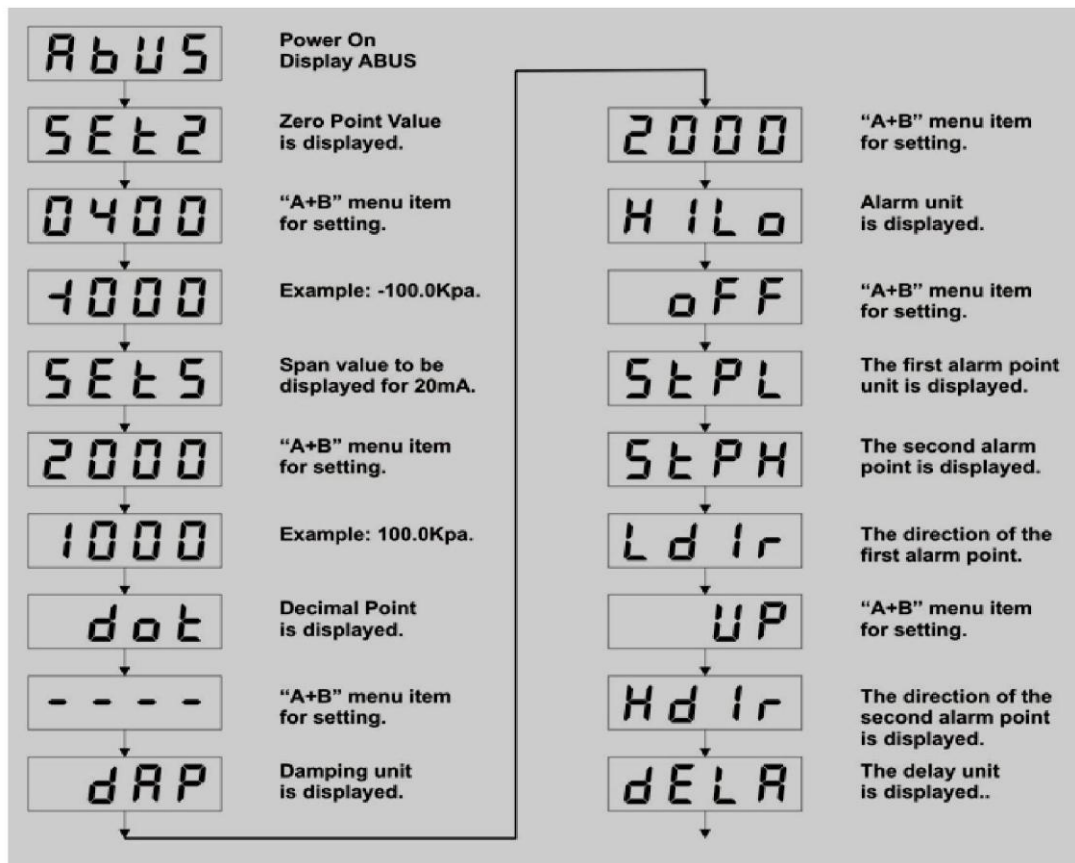 AbUS
Power On
Display ABUS
SEt2
Zero Point Value
is displayed.
0400
“A+B” menu item
for setting.
-1000
Example: -100.0Kpa.
SEtS
Span value to be
displayed for 20mA.
2000
“A+B” menu item
for setting.
1000
Example: 100.0Kpa.
dot
Decimal Point
is displayed.
- - - -
“A+B” menu item
for setting.
dAP
Damping unit
is displayed.
2000
“A+B” menu item
for setting.
HILo
Alarm unit
is displayed.
oFF
“A+B” menu item
for setting.
StPL
The first alarm point
unit is displayed.
StPH
The second alarm
point is displayed.
LdIr
The direction of the
first alarm point.
UP
“A+B” menu item
for setting.
HdIr
The direction of the
second alarm point
is displayed.
dELA
The delay unit
is displayed..